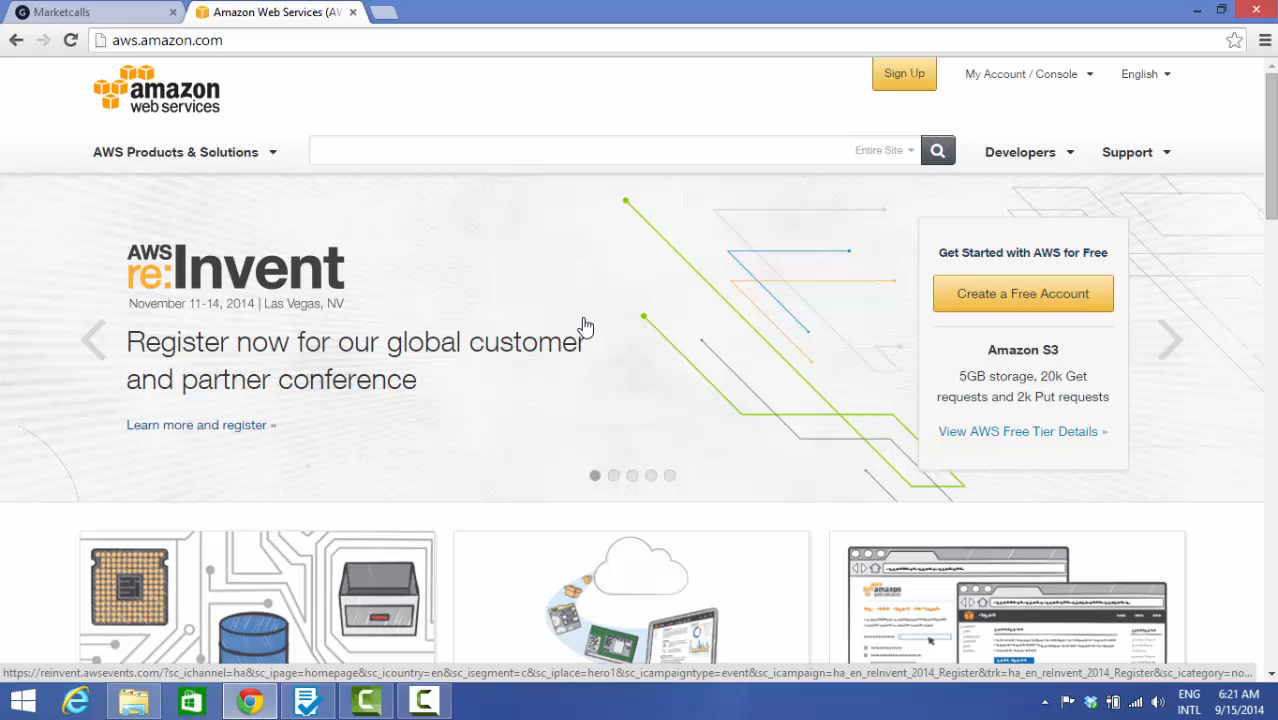 Marketcalls
Amazon Web Services (AW
aws.amazon.com
amazon
web services
Sign Up
My Account / Console
English
AWS Products & Solutions
Entire Site
Developers
Support
AWS
re:Invent
November 11-14, 2014 | Las Vegas, NV
Register now for our global customer
and partner conference
Learn more and register »
Get Started with AWS for Free
Create a Free Account
Amazon S3
5GB storage, 20k Get
requests and 2k Put requests
View AWS Free Tier Details »
https://reinvent.awsevents.com/?sc_ichannel=ha&sc_ipage=homepage&sc_icountry=en&sc_isegment=c&sc_iplace=hero1&sc_icampaigntype=event&sc_icampaign=ha_en_reInvent_2014_Register&trk=ha_en_reInvent_2014_Register&sc_icategory=no...
ENG
INTL
6:21 AM
9/15/2014